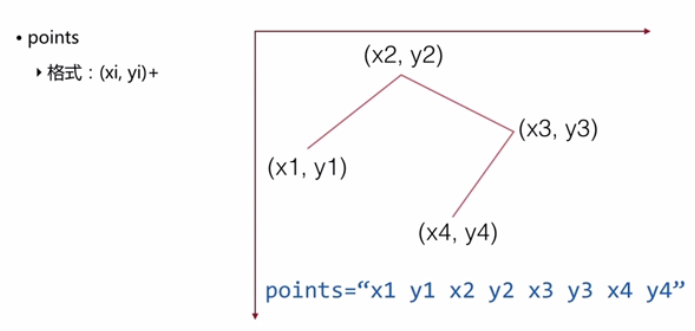 • points
‣ 格式：(xi, yi)+
(x2, y2)
(x3, y3)
(x1, y1)
(x4, y4)
points=“x1 y1 x2 y2 x3 y3 x4 y4”